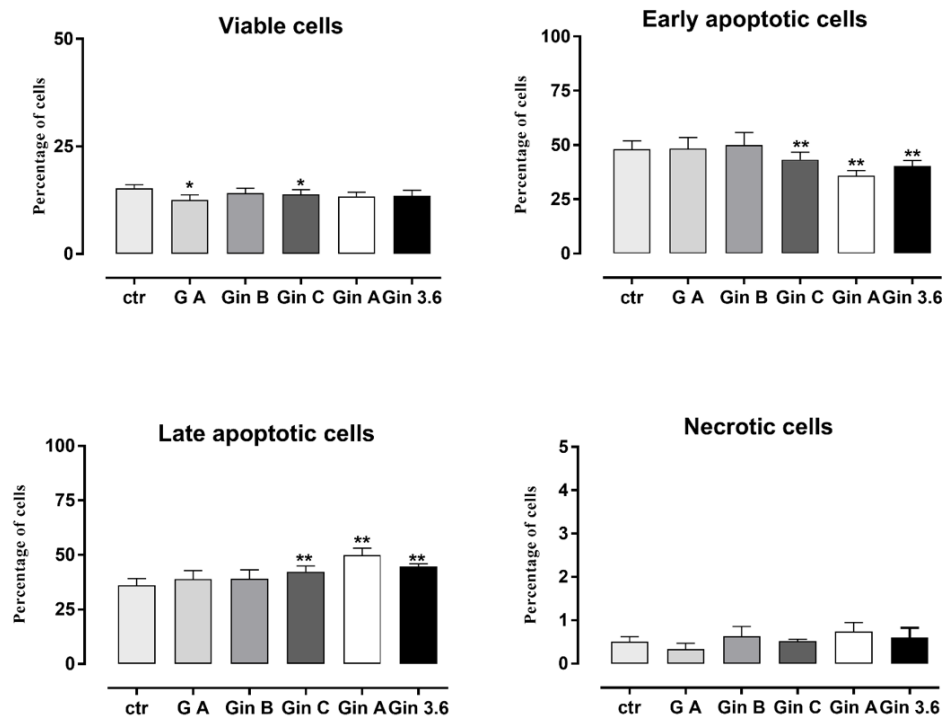 Viable cells
Percentage of cells
50
25
0
* *
ctr G A Gin B Gin C Gin A Gin 3.6
Early apoptotic cells
Percentage of cells
100
75
50
25
0
** ** **
ctr G A Gin B Gin C Gin A Gin 3.6
Late apoptotic cells
Percentage of cells
100
75
50
25
0
** ** **
ctr G A Gin B Gin C Gin A Gin 3.6
Necrotic cells
Percentage of cells
5
4
3
2
1
0
ctr G A Gin B Gin C Gin A Gin 3.6